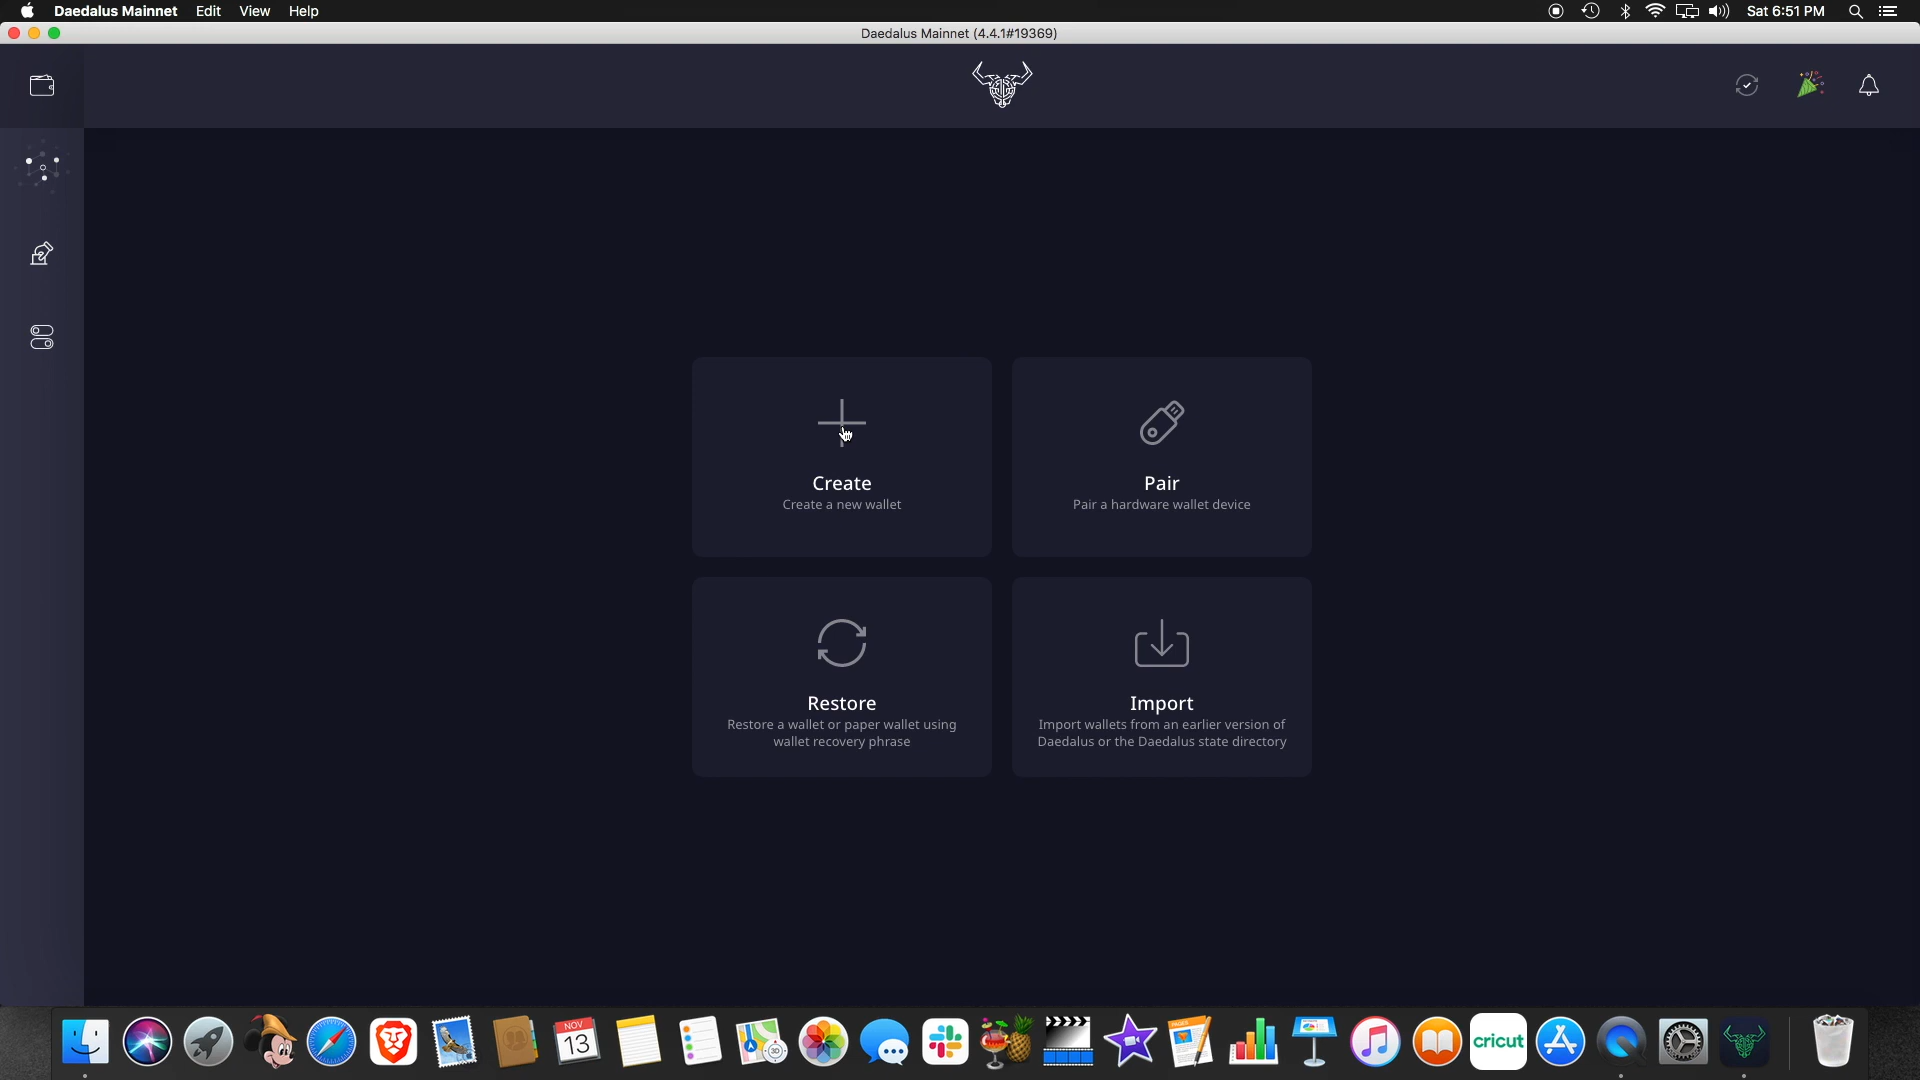 Daedalus Mainnet Edit View Help Sat 6:51 PM
Daedalus Mainnet (4.4.1#19369)
Create
Create a new wallet
Pair
Pair a hardware wallet device
Restore
Restore a wallet or paper wallet using
wallet recovery phrase
Import
Import wallets from an earlier version of
Daedalus or the Daedalus state directory
NOV
13
3D
PAGES
cricut